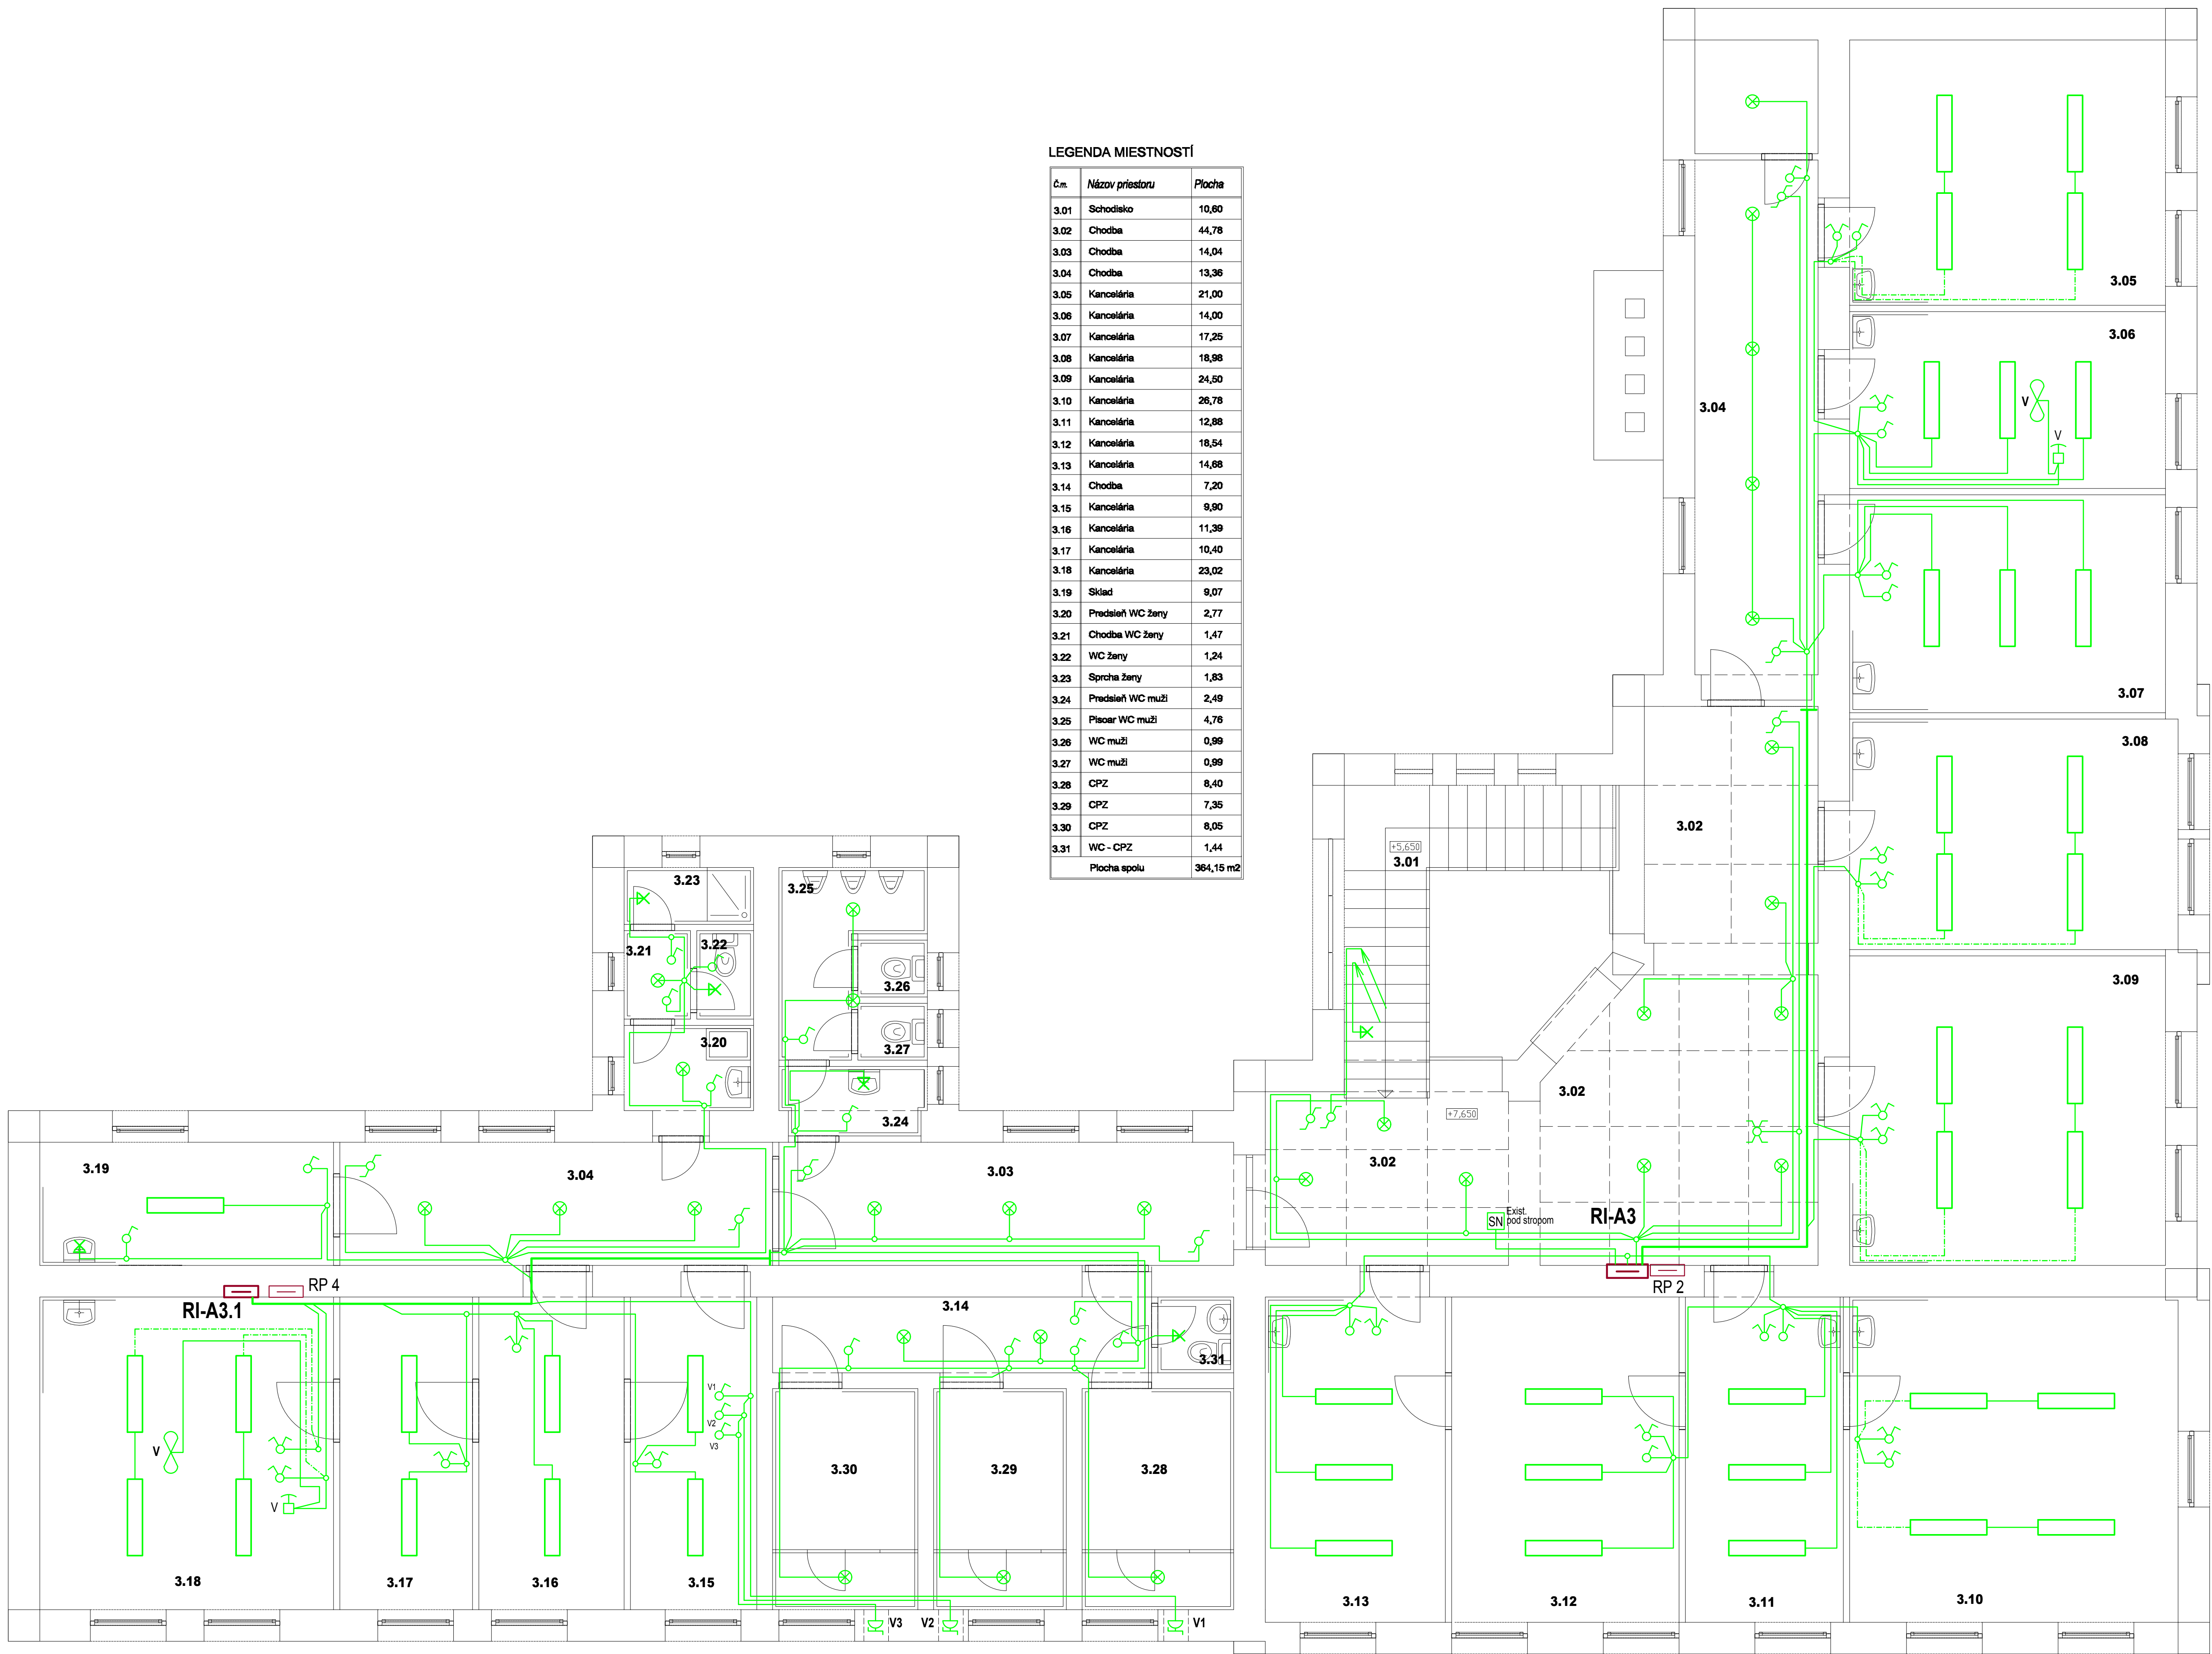 LEGENDA MIESTNOSTÍ
Č.m. Názov priestoru Plocha
3.01 Schodisko 10,60
3.02 Chodba 44,78
3.03 Chodba 14,04
3.04 Chodba 13,36
3.05 Kancelária 21,00
3.06 Kancelária 14,00
3.07 Kancelária 17,25
3.08 Kancelária 18,98
3.09 Kancelária 24,50
3.10 Kancelária 26,78
3.11 Kancelária 12,88
3.12 Kancelária 18,54
3.13 Kancelária 14,68
3.14 Chodba 7,20
3.15 Kancelária 9,90
3.16 Kancelária 11,39
3.17 Kancelária 10,40
3.18 Kancelária 23,02
3.19 Sklad 9,07
3.20 Predsieň WC ženy 2,77
3.21 Chodba WC ženy 1,47
3.22 WC ženy 1,24
3.23 Sprcha ženy 1,83
3.24 Predsieň WC muži 2,49
3.25 Pisoar WC muži 4,76
3.26 WC muži 0,99
3.27 WC muži 0,99
3.28 CPZ 8,40
3.29 CPZ 7,35
3.30 CPZ 8,05
3.31 WC - CPZ 1,44
Plocha spolu 364,15 m2
3.05
3.06
V
V
3.04
3.07
3.08
3.02
+5,650
3.01
3.23
3.25
3.21
3.22
3.26
3.09
3.20
3.27
3.02
+7,650
3.24
3.19
3.04
3.03
3.02
Exist.
SN pod stropom
RI-A3
RP 4
RP 2
RI-A3.1
3.14
3.31
V1
V2
V3
V
V
3.30
3.29
3.28
3.18
3.17
3.16
3.15
3.13
3.12
3.11
3.10
V3
V2
V1